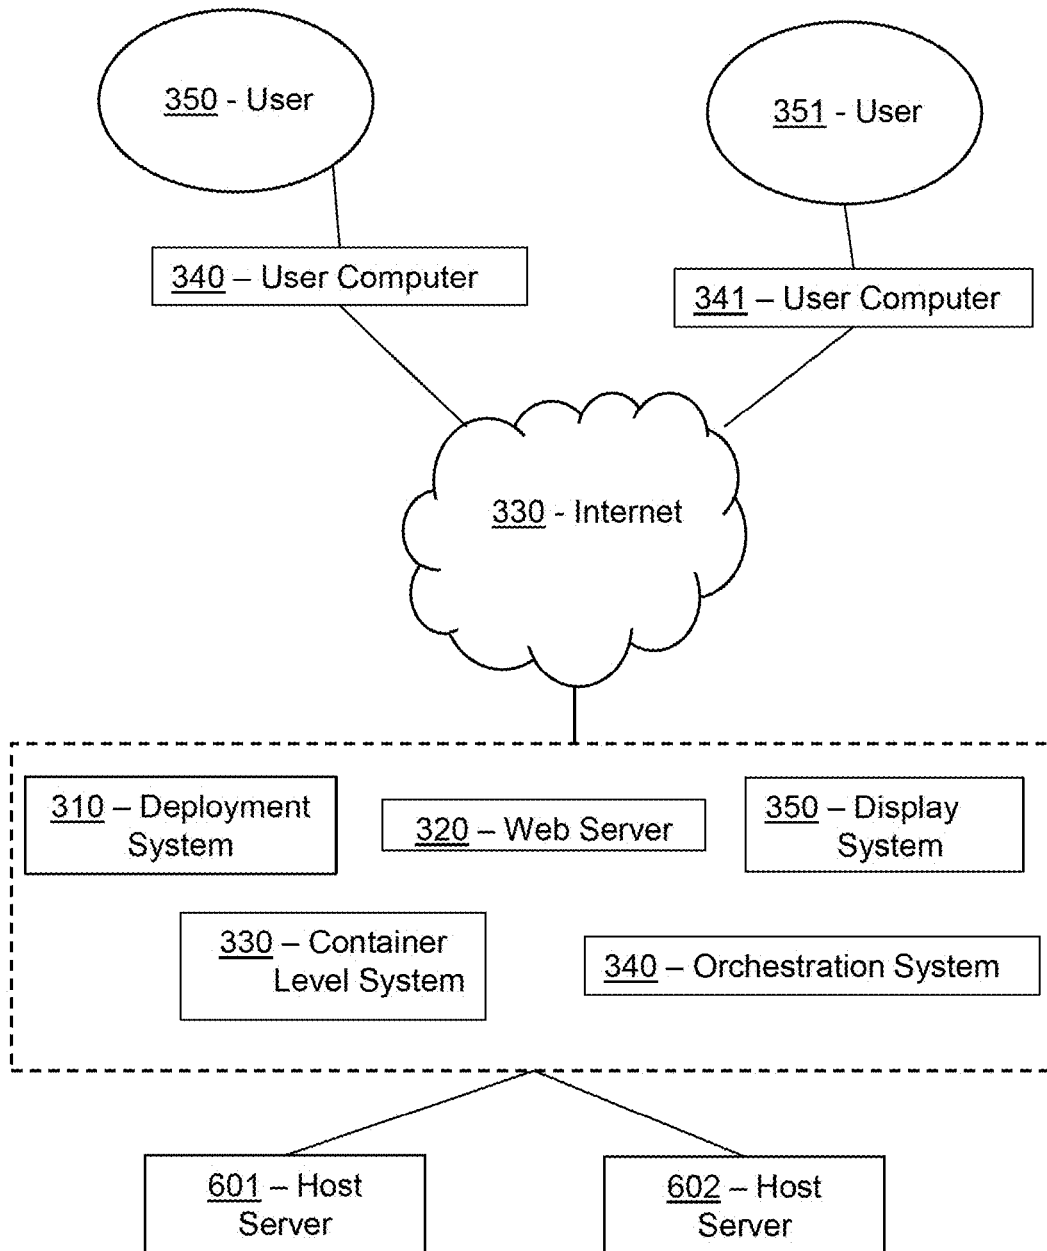 350 - User
351 - User
340 – User Computer
341 – User Computer
330 - Internet
310 – Deployment
System
320 – Web Server
350 – Display
System
330 – Container
Level System
340 – Orchestration System
601 – Host
Server
602 – Host
Server